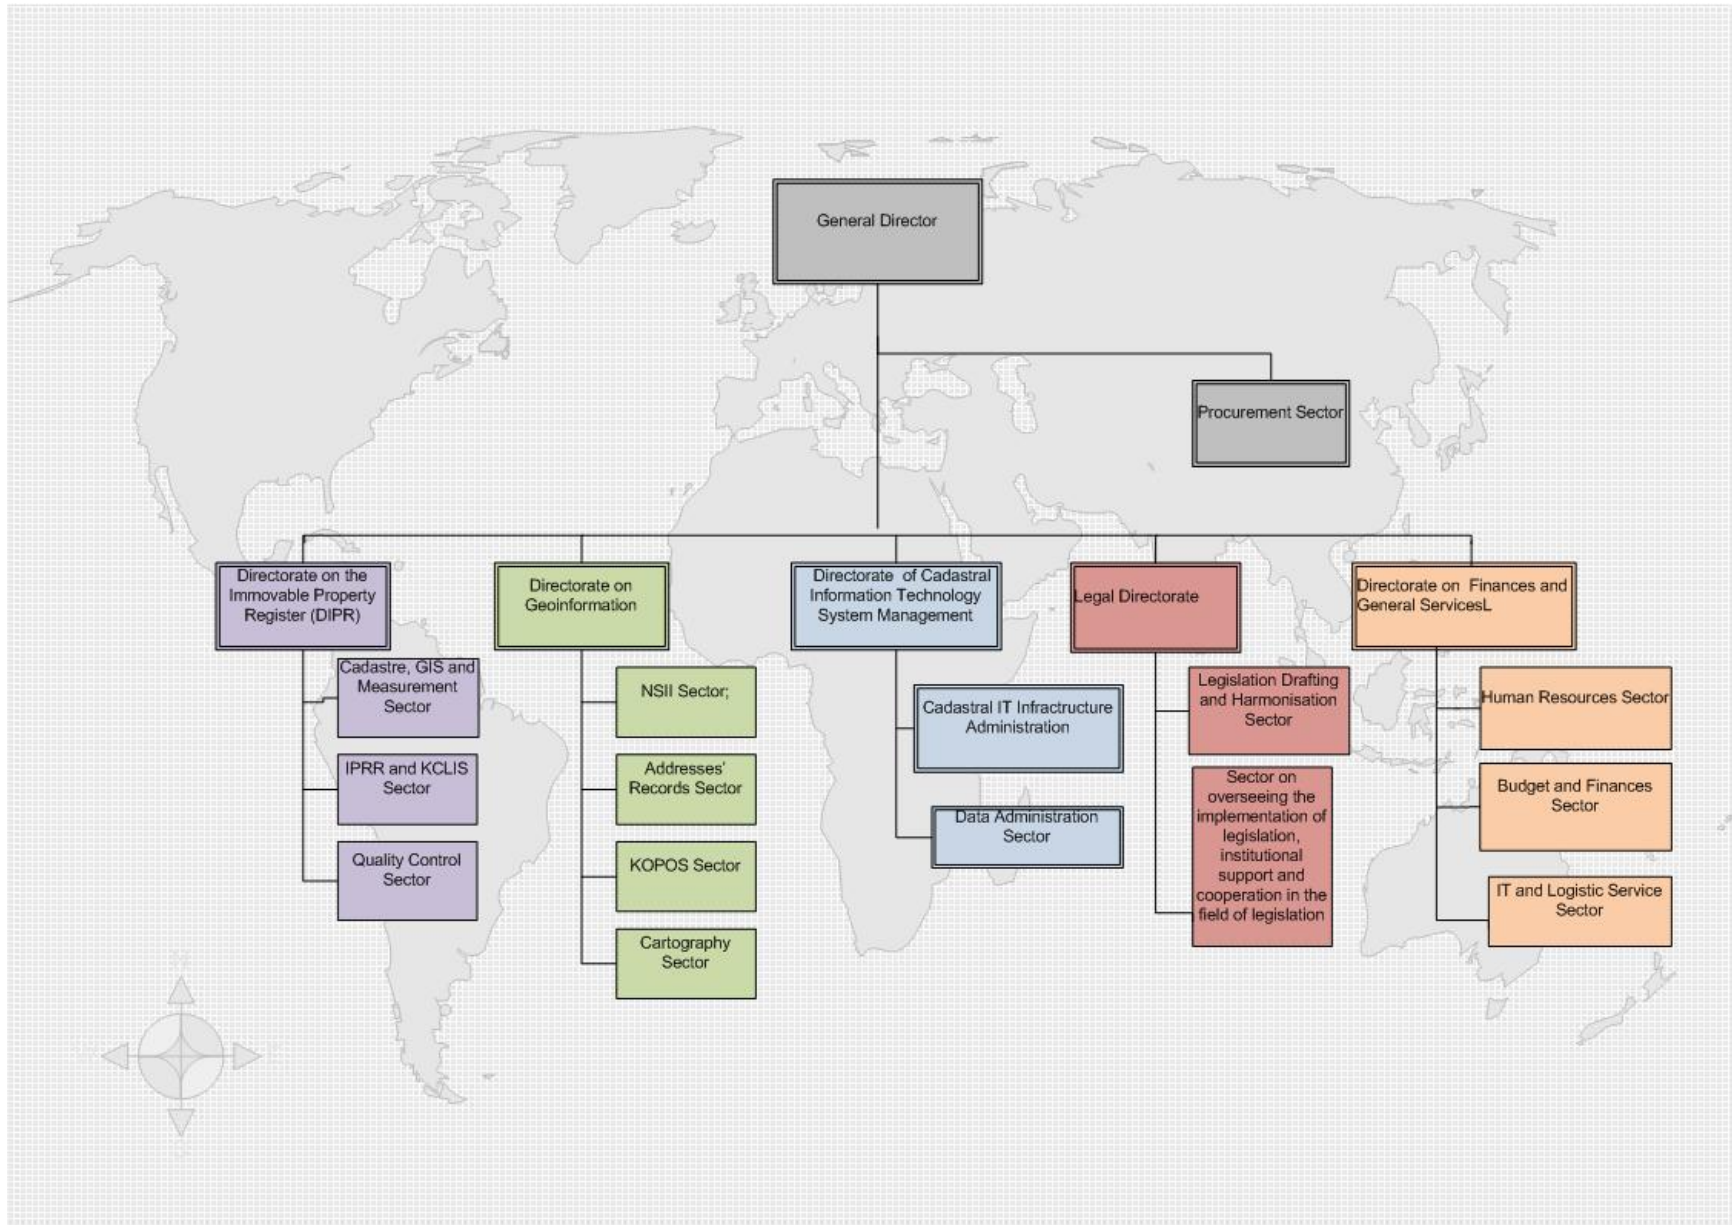 General Director
Procurement Sector
Directorate on the
Immovable Property
Register (DIPR)
Cadastre, GIS and
Measurement
Sector
IPRR and KCLIS
Sector
Quality Control
Sector
Directorate on
Geoinformation
NSII Sector;
Addresses'
Records Sector
KOPOS Sector
Cartography
Sector
Directorate of Cadastral
Information Technology
System Management
Cadastral IT Infractructure
Administration
Data Administration
Sector
Legal Directorate
Legislation Drafting
and Harmonisation
Sector
Sector on
overseeing the
implementation of
legislation,
institutional
support and
cooperation in the
field of legislation
Directorate on Finances and
General ServicesL
Human Resources Sector
Budget and Finances
Sector
IT and Logistic Service
Sector